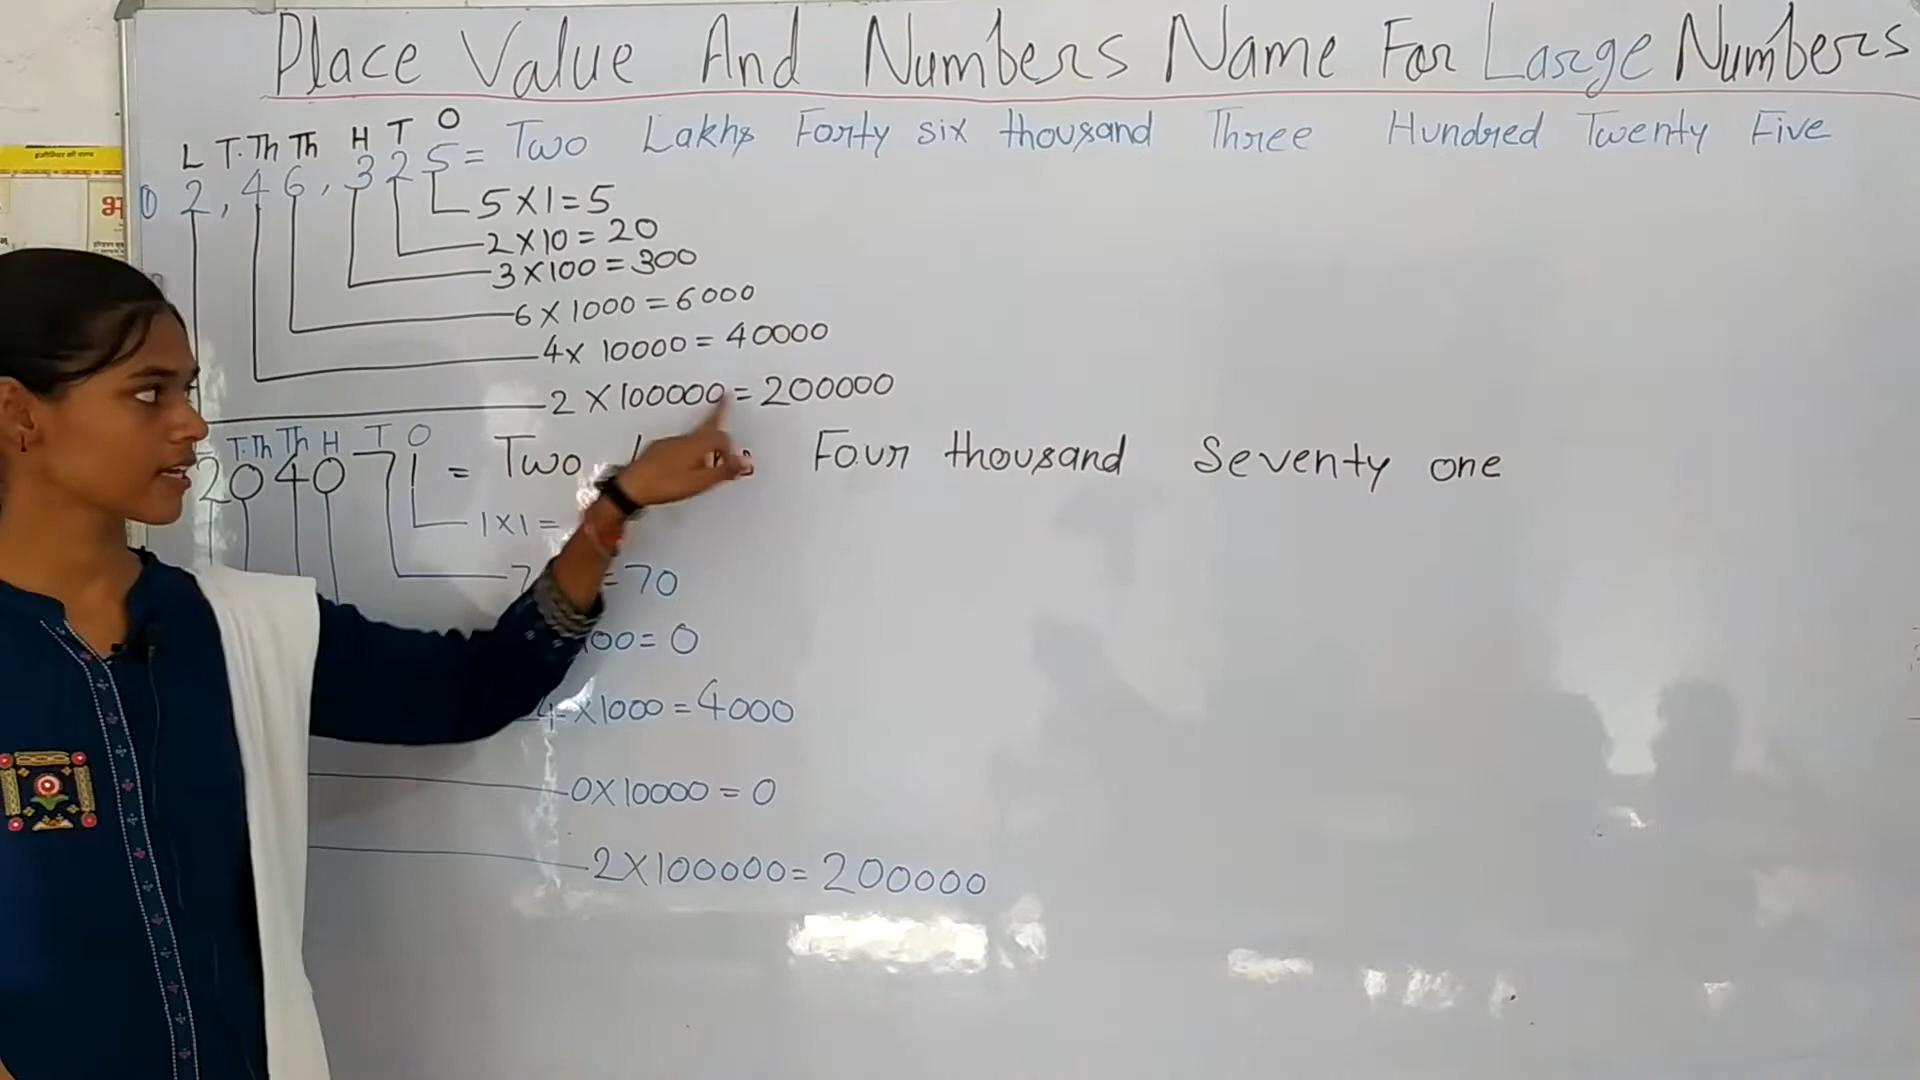 Place Value And Numbers Name For Large Numbers
L T.Th Th H T O
① 2,46,325 = Two Lakhs Forty six thousand Three Hundred Twenty Five
5 X 1 = 5
2 X 10 = 20
3 X 100 = 300
6 X 1000 = 6000
4 x 10000 = 40000
2 X 100000 = 200000
T.Th Th H T O
204071 = Two Four thousand Seventy one
1 x 1 =
7 = 70
00 = 0
4 X 1000 = 4000
0 X 10000 = 0
2 X 100000 = 200000